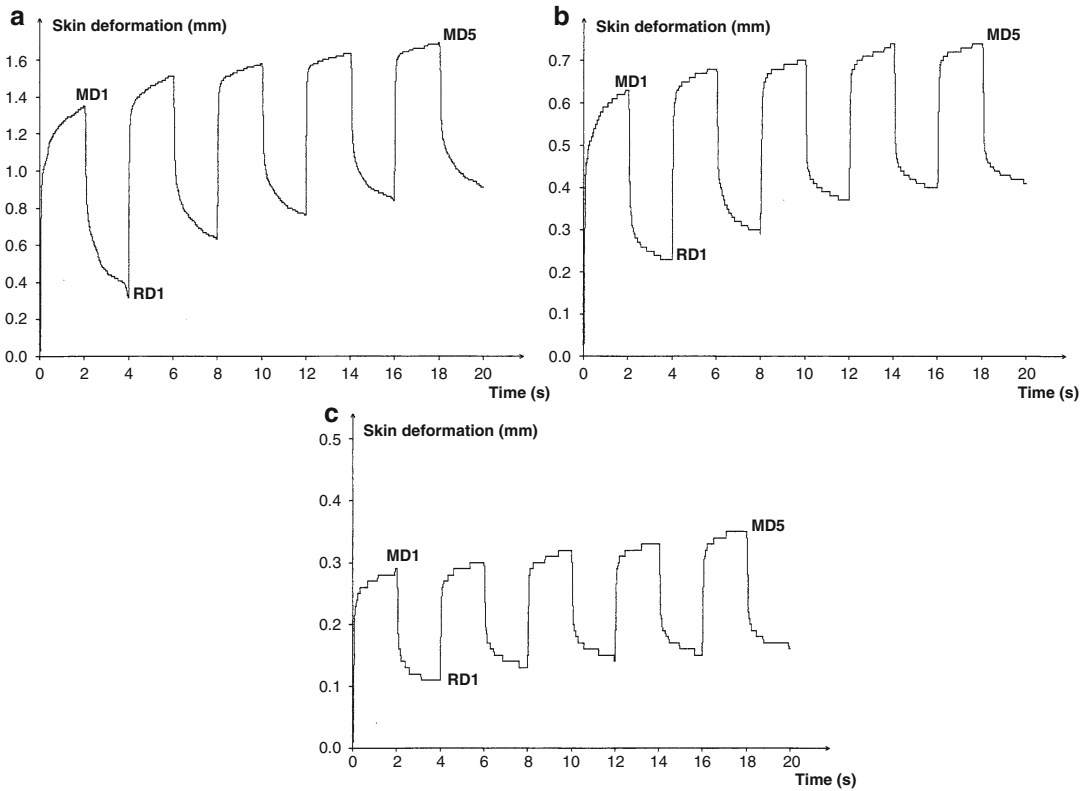 a
Skin deformation (mm)
MD5
1.6
MD1
1.4
1.2
1.0
0.8
0.6
0.4
RD1
0.2
0.0
0 2 4 6 8 10 12 14 16 18 20
Time (s)
b
Skin deformation (mm)
MD5
0.7
MD1
0.6
0.5
0.4
0.3
RD1
0.2
0.1
0.0
0 2 4 6 8 10 12 14 16 18 20
Time (s)
c
Skin deformation (mm)
0.5
0.4
MD5
MD1
0.3
0.2
RD1
0.1
0.0
0 2 4 6 8 10 12 14 16 18 20
Time (s)